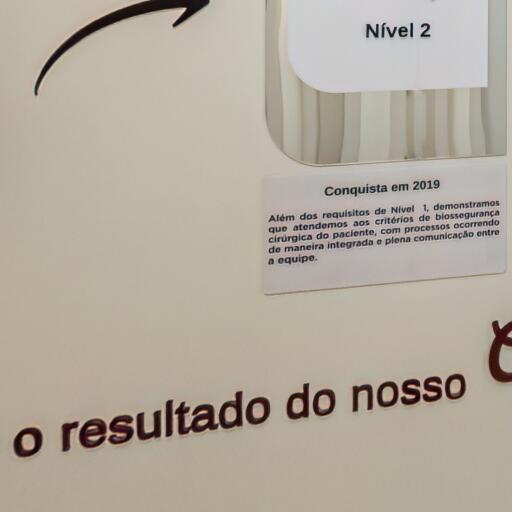 Nível 2
Conquista em 2019
Além dos requisitos de Nível 1, demonstramos
que atendemos aos critérios de biossegurança
cirúrgica do paciente, com processos ocorrendo
de maneira integrada e plena comunicação entre
a equipe.
o resultado do nosso